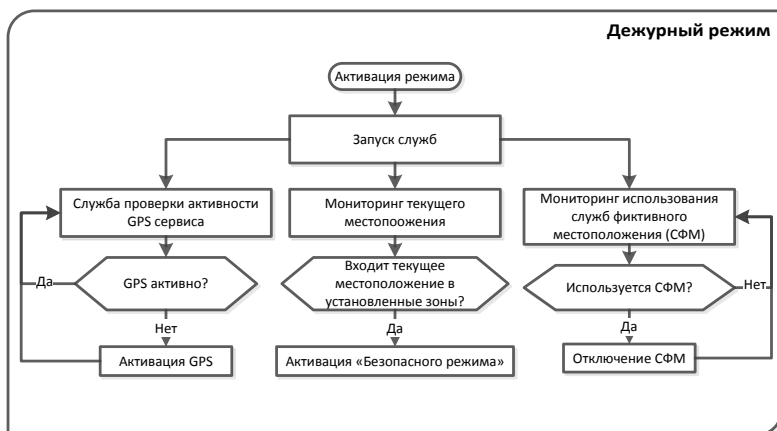 Дежурный режим
Активация режима
Запуск служб
Служба проверки активности
GPS сервиса
Мониторинг текущего
местопоожения
Мониторинг использования
служб фиктивного
местоположения (СФМ)
Да
GPS активно?
Входит текущее
местоположение в
установленные зоны?
Используется СФМ?
Нет
Нет
Да
Да
Активация GPS
Активация «Безопасного режима»
Отключение СФМ